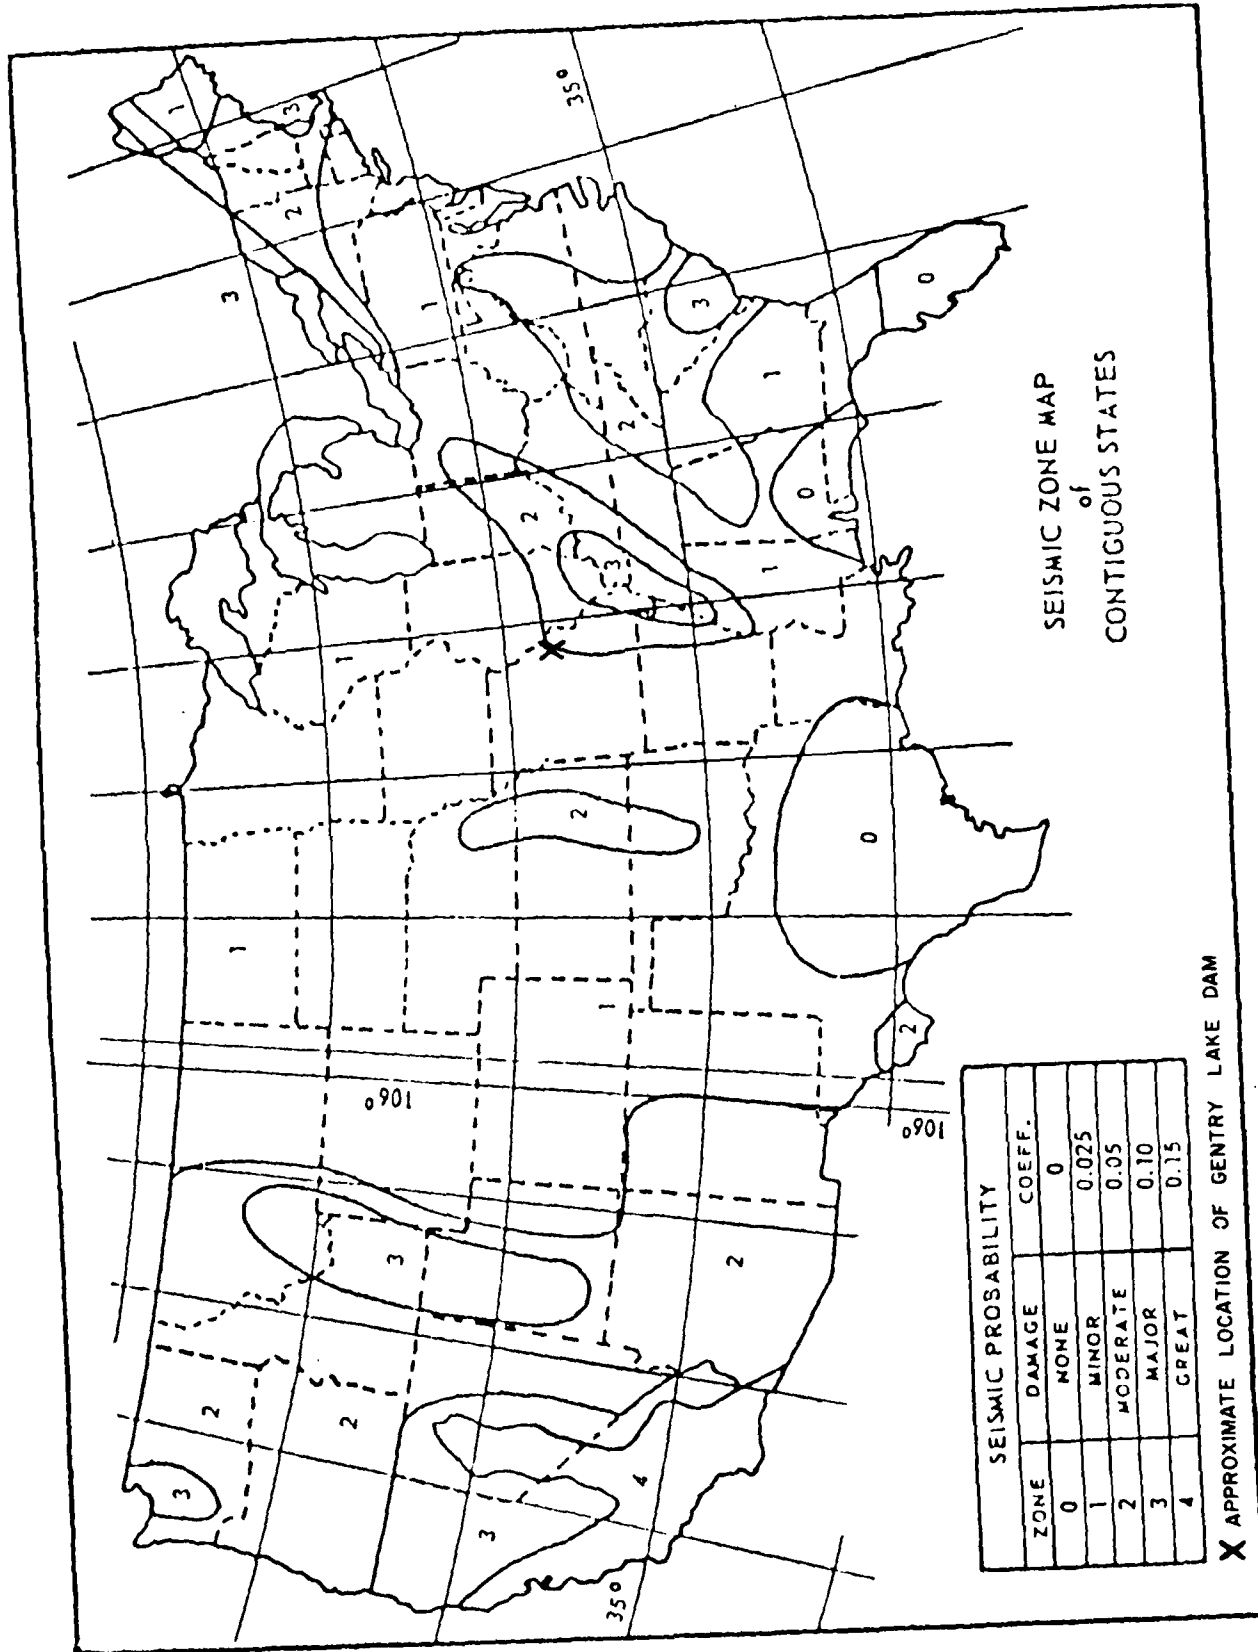 3
1
2
3
1
3
2
1
2
106°
3
1
3
2
35°
2
1
3
35°
2
4
3
2
1
1
0
0
2
106°
0
SEISMIC ZONE MAP
of
CONTIGUOUS STATES
SEISMIC PROBABILITY
ZONE DAMAGE COEFF.
0 NONE 0
1 MINOR 0.025
2 MODERATE 0.05
3 MAJOR 0.10
4 GREAT 0.15
X APPROXIMATE LOCATION OF GENTRY LAKE DAM